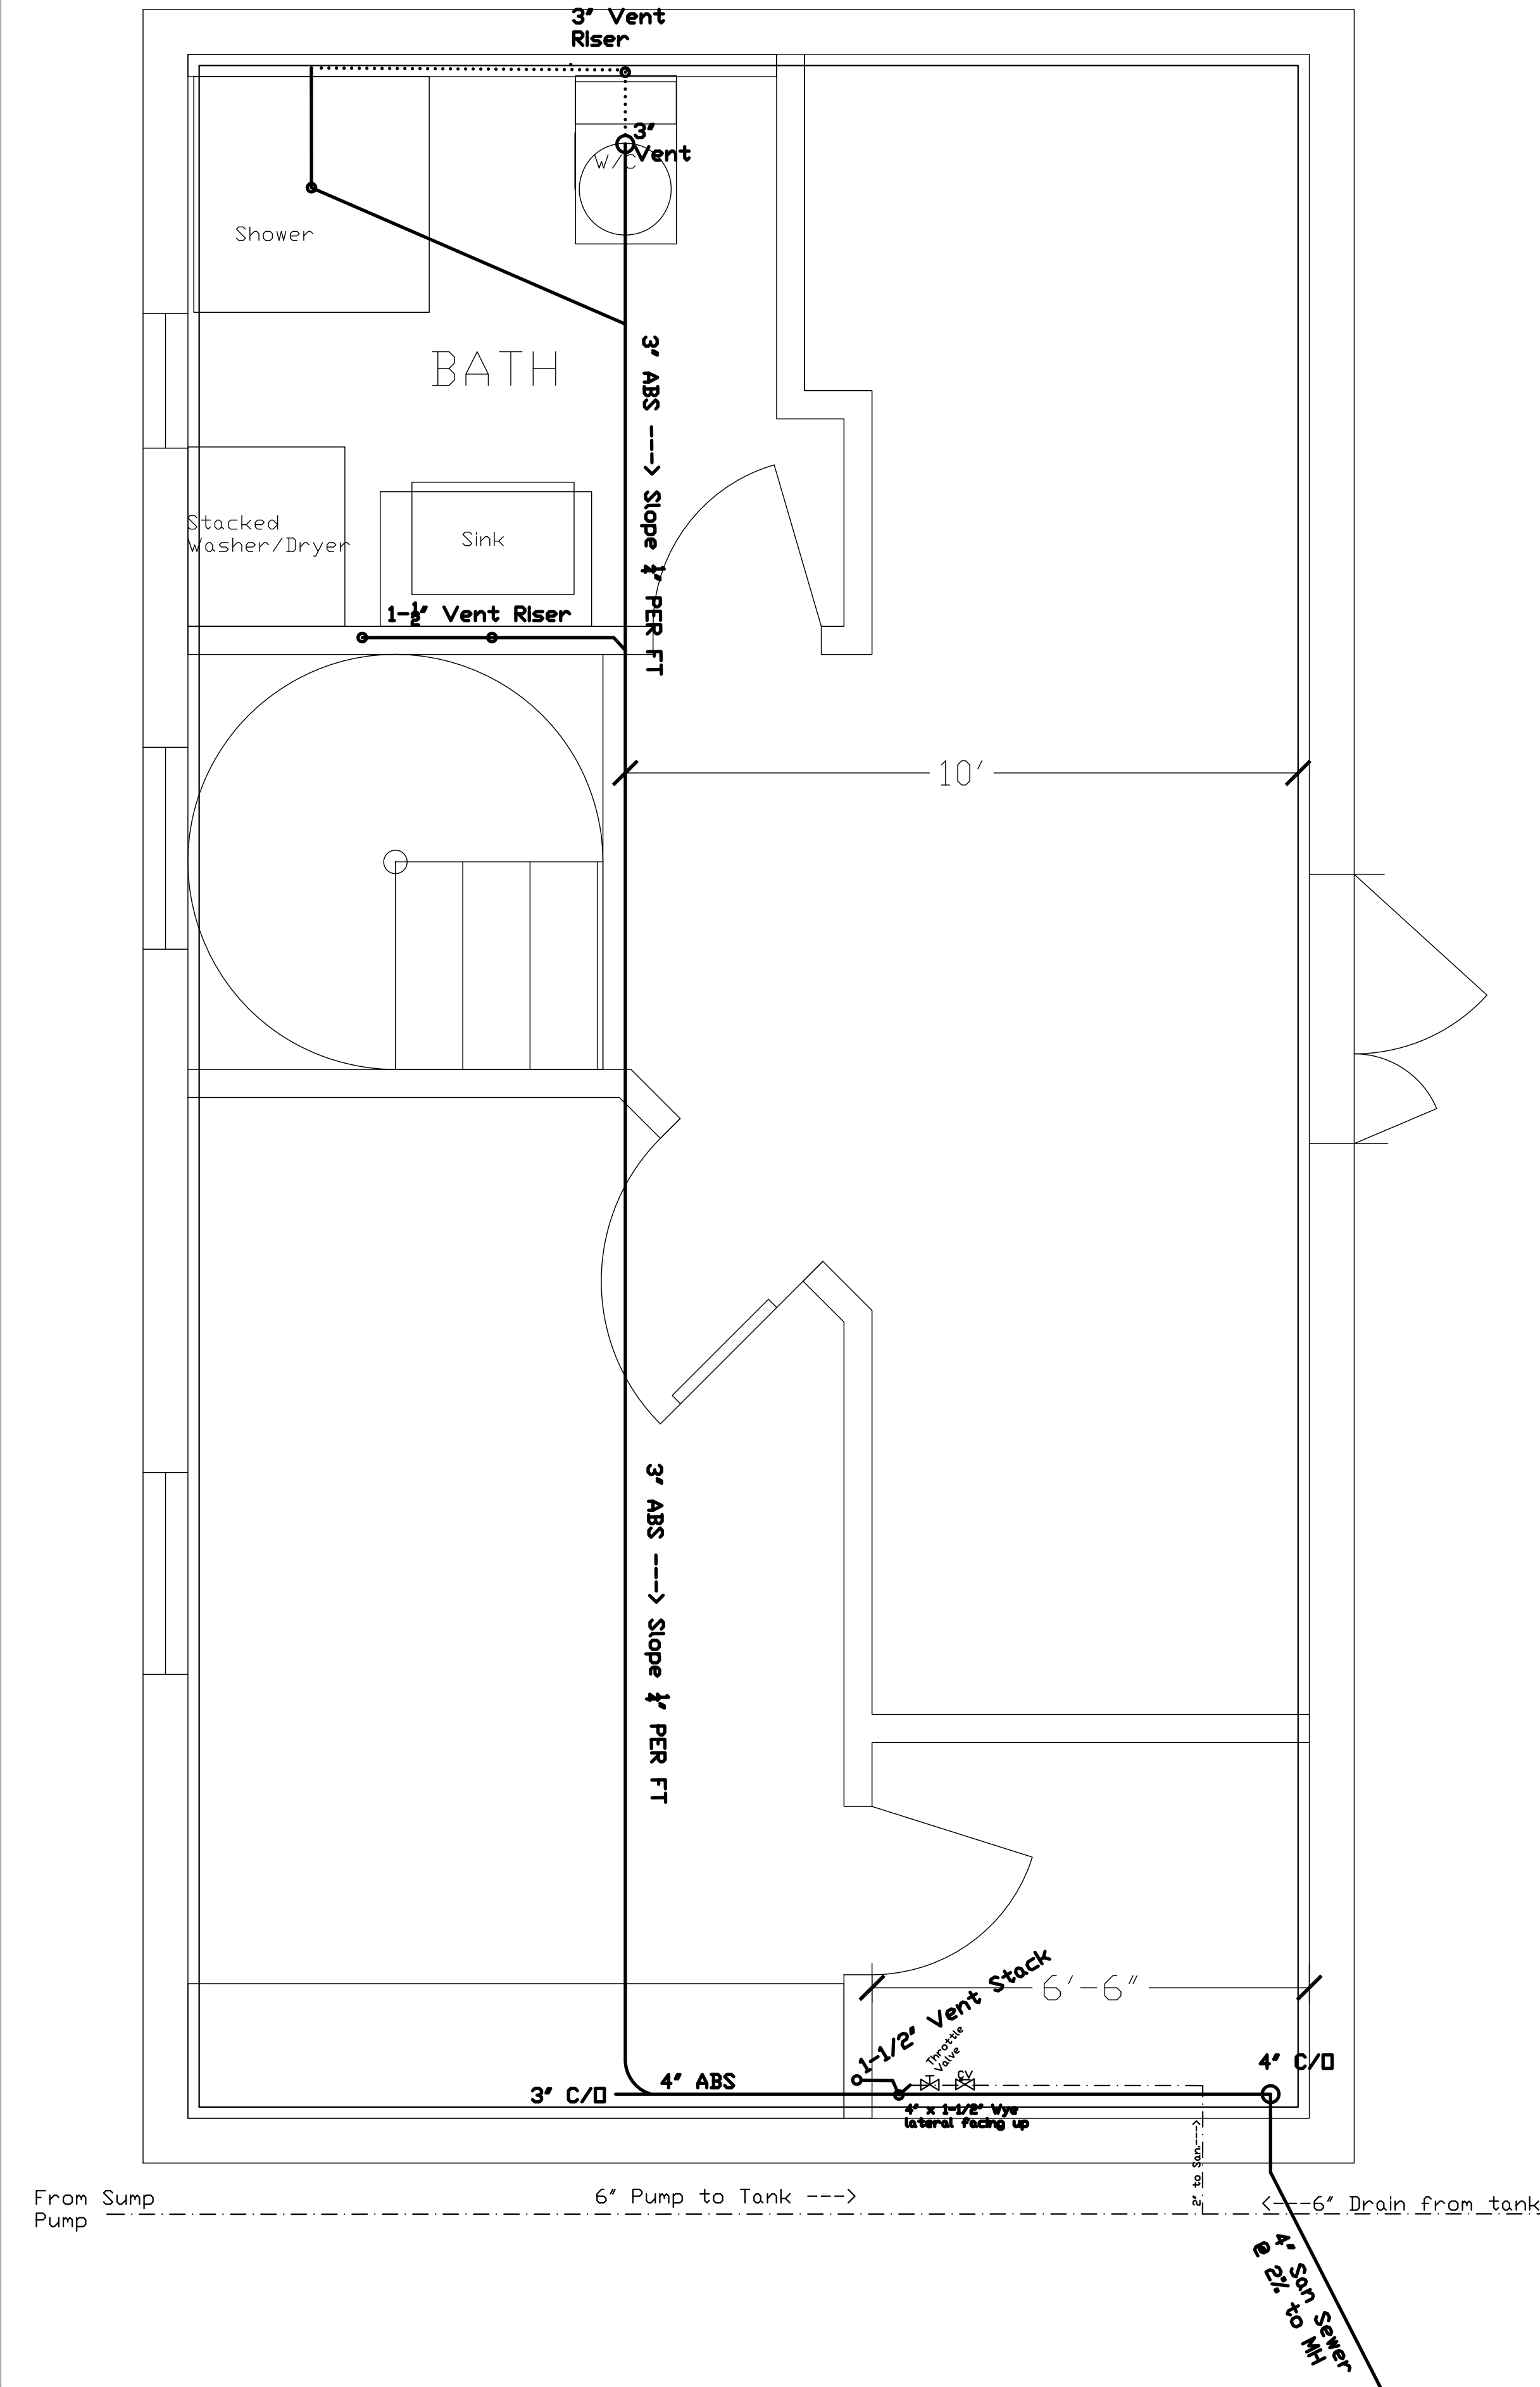 3" Vent
Riser
3"
Vent
W/C
Shower
BATH
3" ABS ---> Slope ¼" PER FT
Stacked
Washer/Dryer
Sink
1-½" Vent Riser
10'
3" ABS ---> Slope ¼" PER FT
1-1/2" Vent Stack
Throttle
Valve
CV
6'-6"
4" C/O
3" C/O
4" ABS
4" x 1-1/2" Wye
lateral facing up
2" to San.--->
From Sump
Pump
6" Pump to Tank --->
<---6" Drain from tank
4" San Sewer
@ 2% to MH